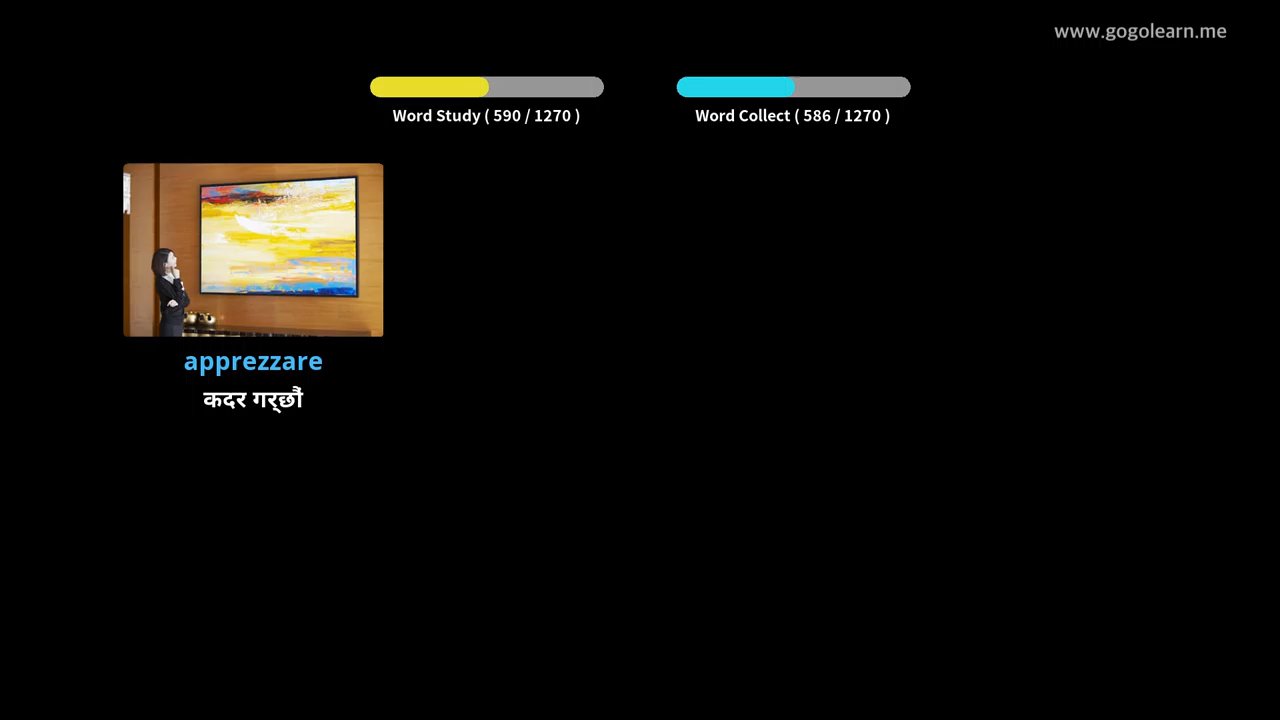 www.gogolearn.me
Word Study ( 590 / 1270 )
Word Collect ( 586 / 1270 )
apprezzare
कदर गर्छौं